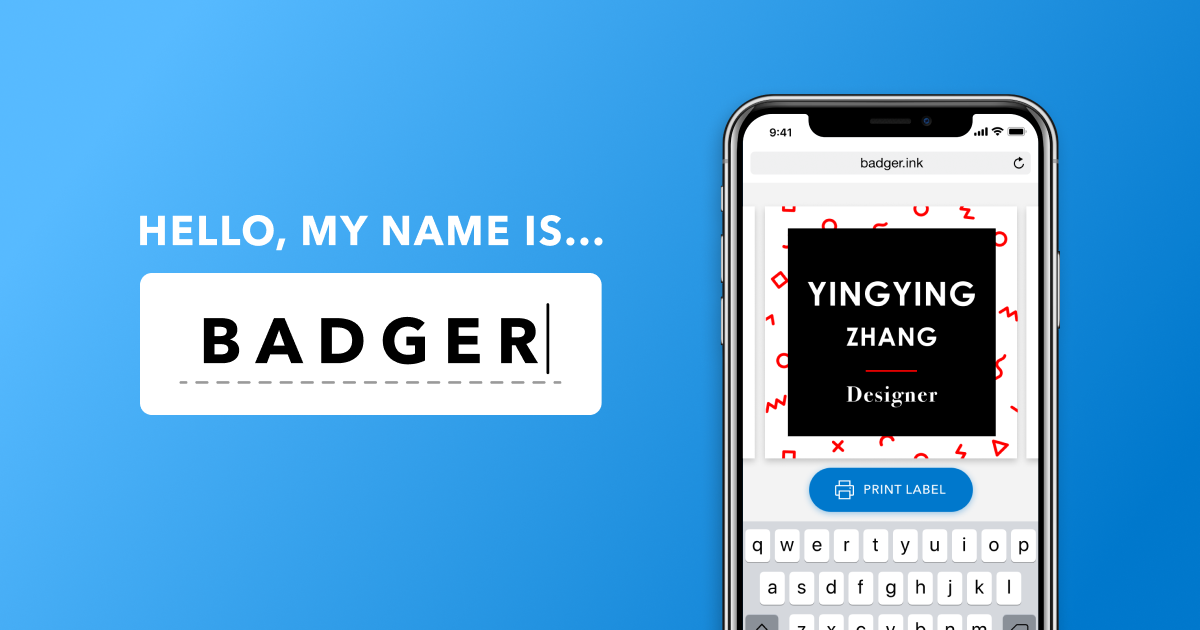 HELLO, MY NAME IS...
BADGER
9:41
badger.ink
YINGYING
ZHANG
Designer
PRINT LABEL
q w e r t y u i o p
a s d f g h j k l
z x c v b n m